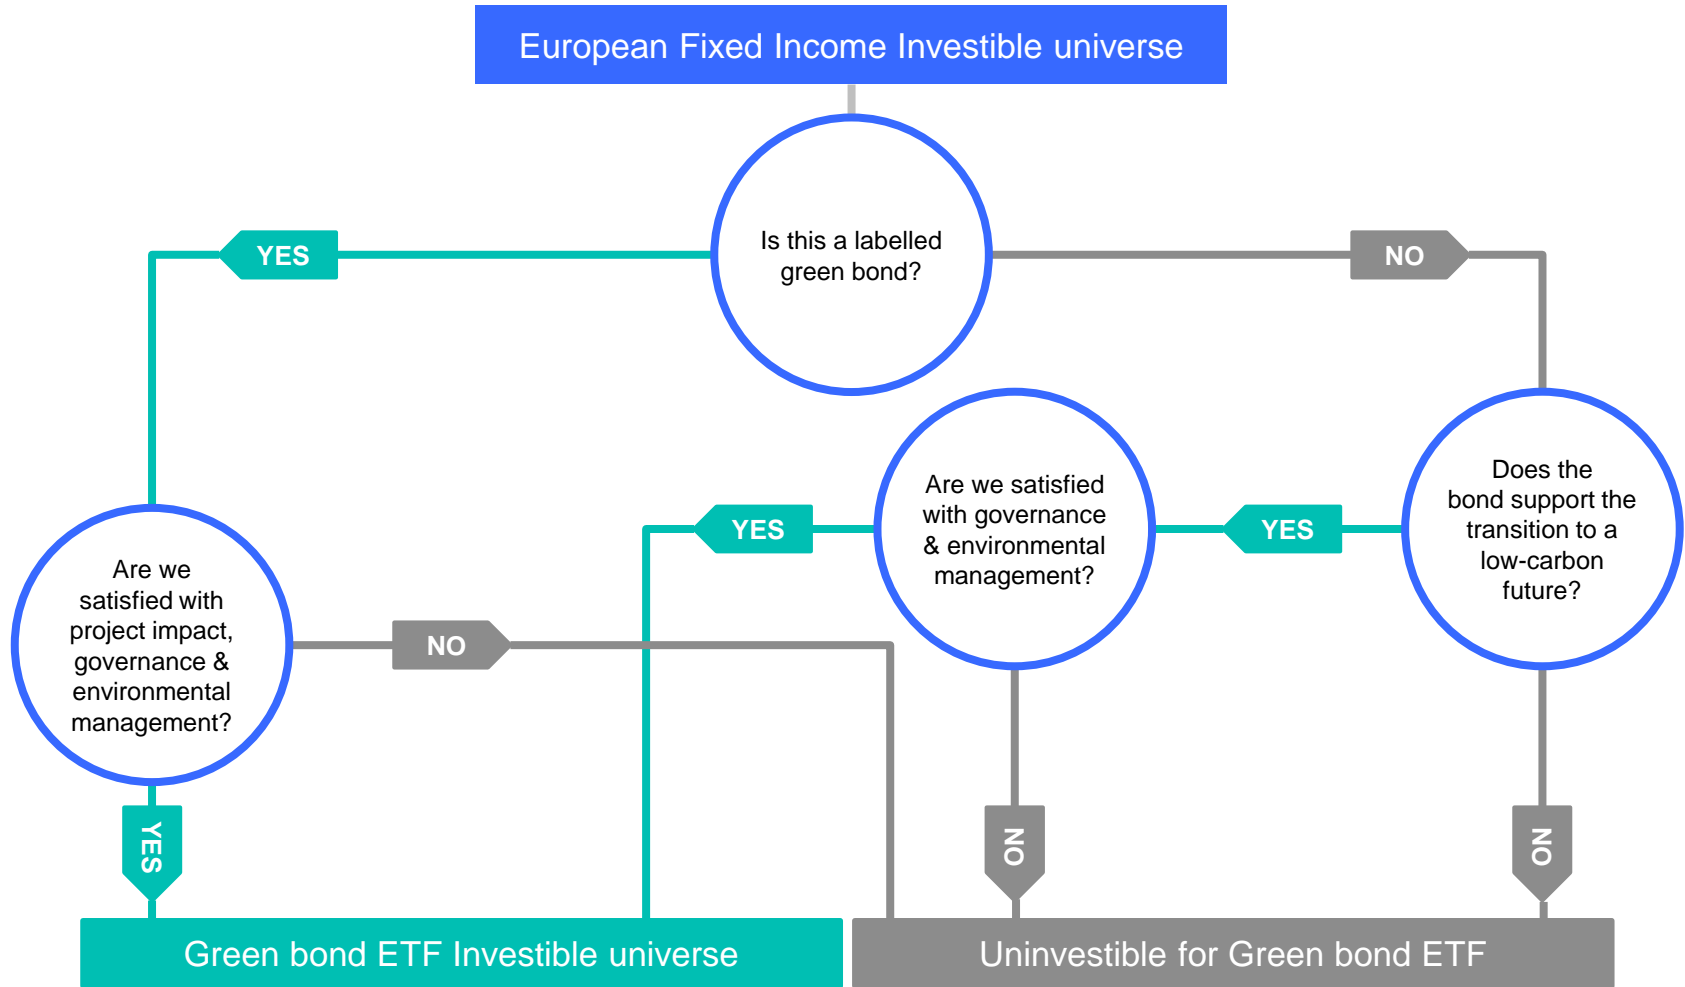 European Fixed Income Investible universe
Is this a labelled
green bond?
YES
NO
Does the
bond support the
transition to a
low-carbon
future?
YES
Are we satisfied
with governance
& environmental
management?
YES
Are we
satisfied with
project impact,
governance &
environmental
management?
NO
YES
NO
NO
Green bond ETF Investible universe
Uninvestible for Green bond ETF